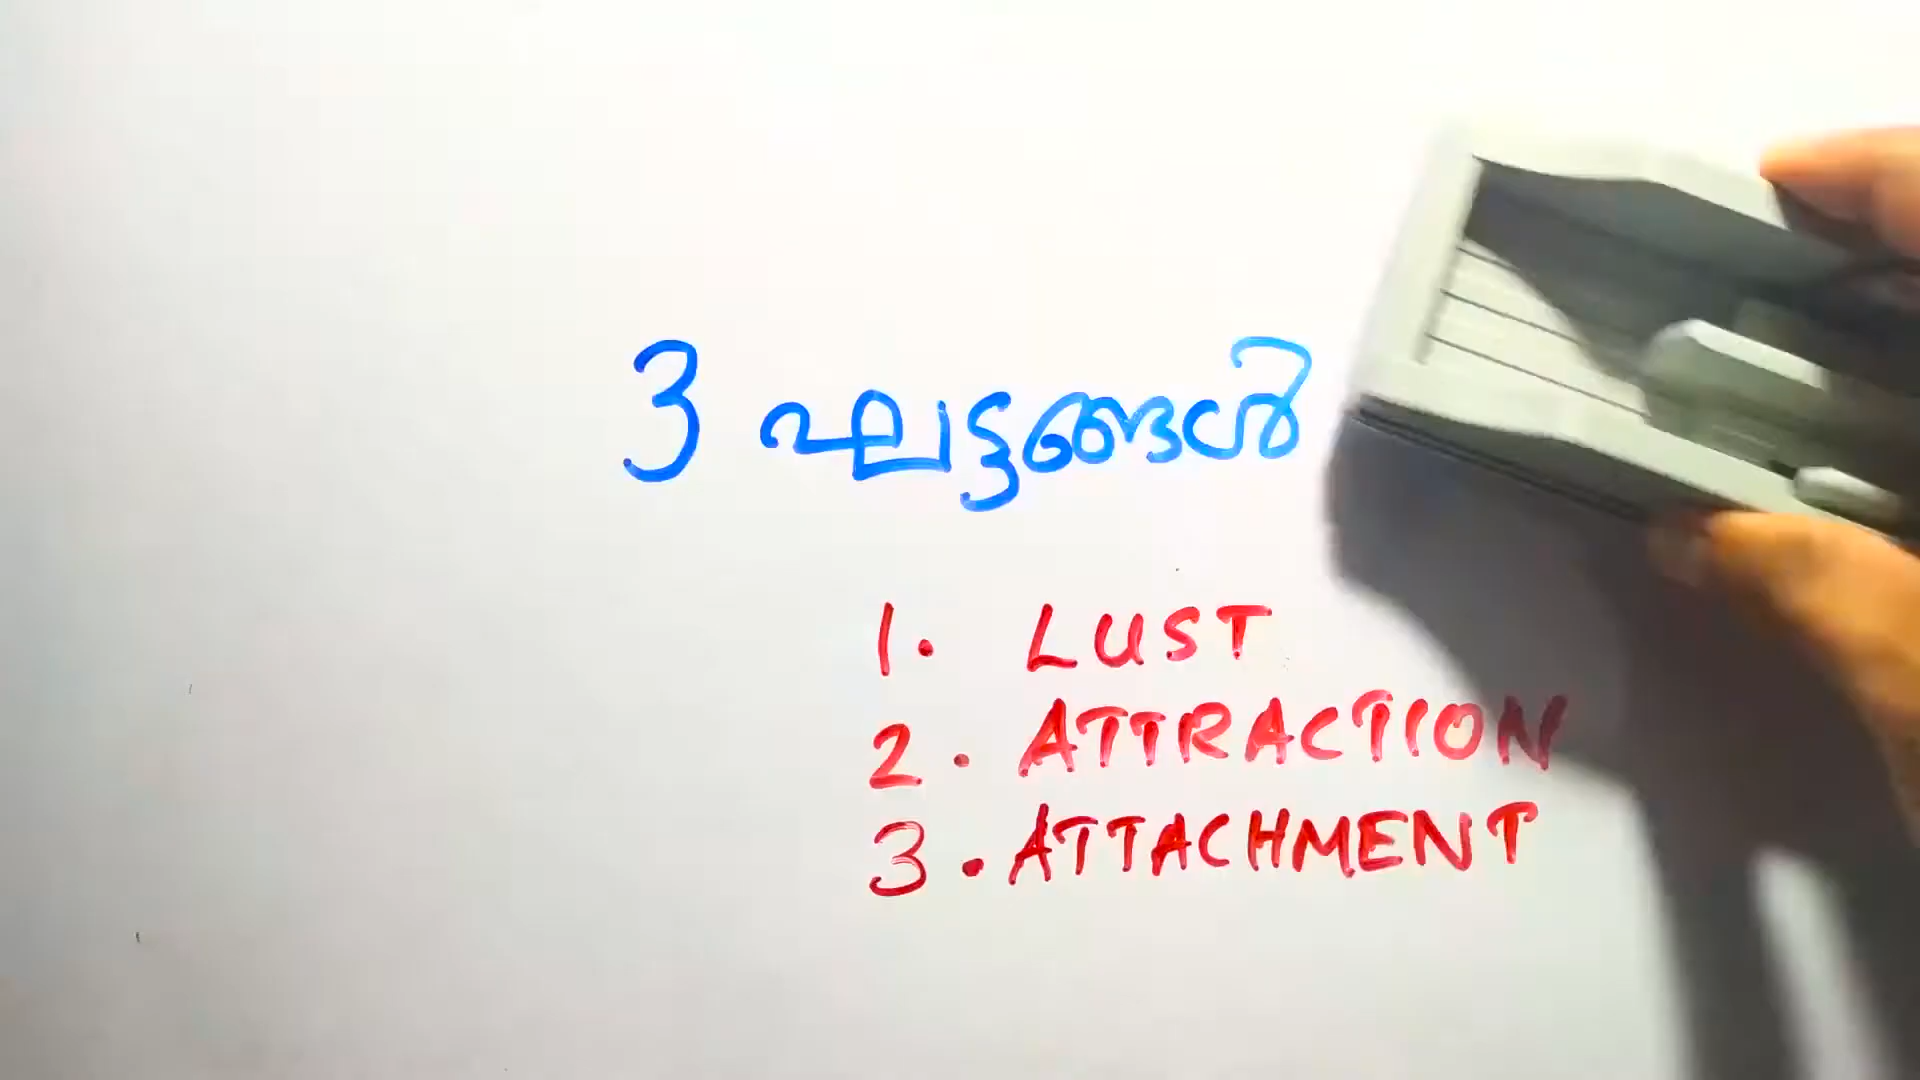 3 ഘട്ടങ്ങൾ
1. LUST
2. ATTRACTION
3. ATTACHMENT